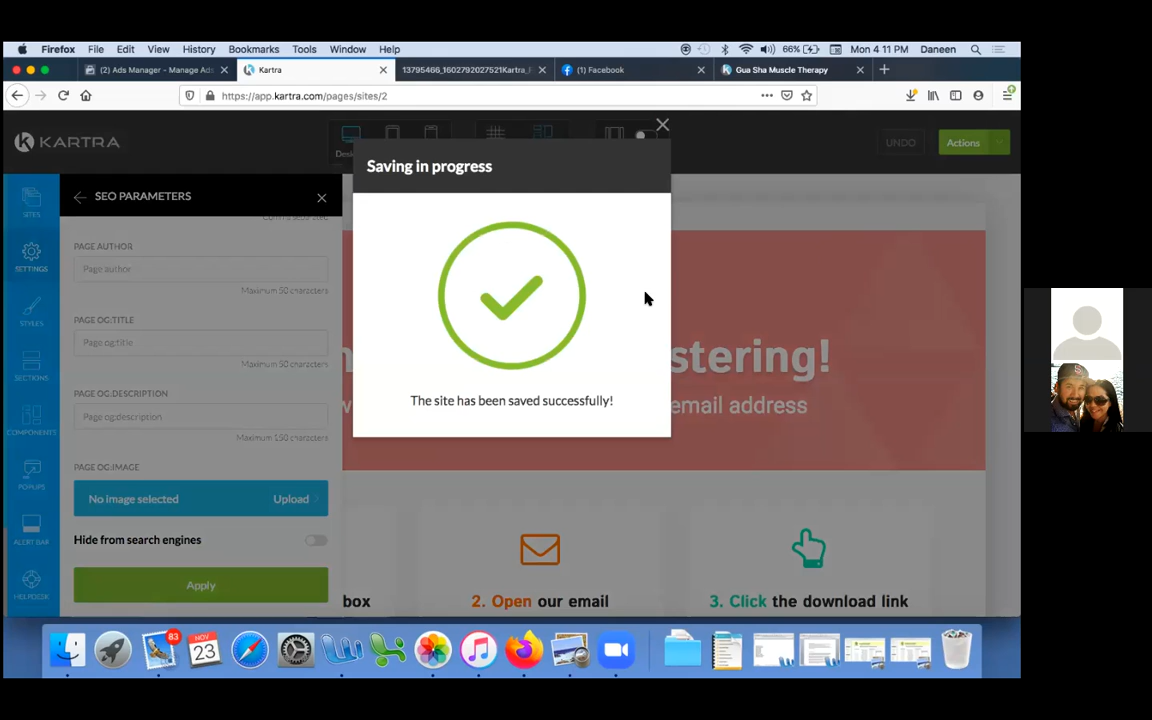 Firefox File Edit View History Bookmarks Tools Window Help 66% Mon 4 11 PM Daneen
(2) Ads Manager - Manage Ads Kartra 13795466_1602792027521Kartra_ (1) Facebook Gua Sha Muscle Therapy
https://app.kartra.com/pages/sites/2
KARTRA UNDO Actions
Saving in progress
SEO PARAMETERS
SITES
PAGE AUTHOR
Page author
SETTINGS
Maximum 50 characters
PAGE OG:TITLE
STYLES
Page og:title
stering!
Maximum 50 characters
SECTIONS
PAGE OG:DESCRIPTION
The site has been saved successfully!
email address
Page og:description
COMPONENTS
Maximum 150 characters
PAGE OG:IMAGE
POPUPS
No image selected Upload
ALERT BAR
Hide from search engines
HELPDESK
Apply
box 2. Open our email 3. Click the download link
83
NOV
23